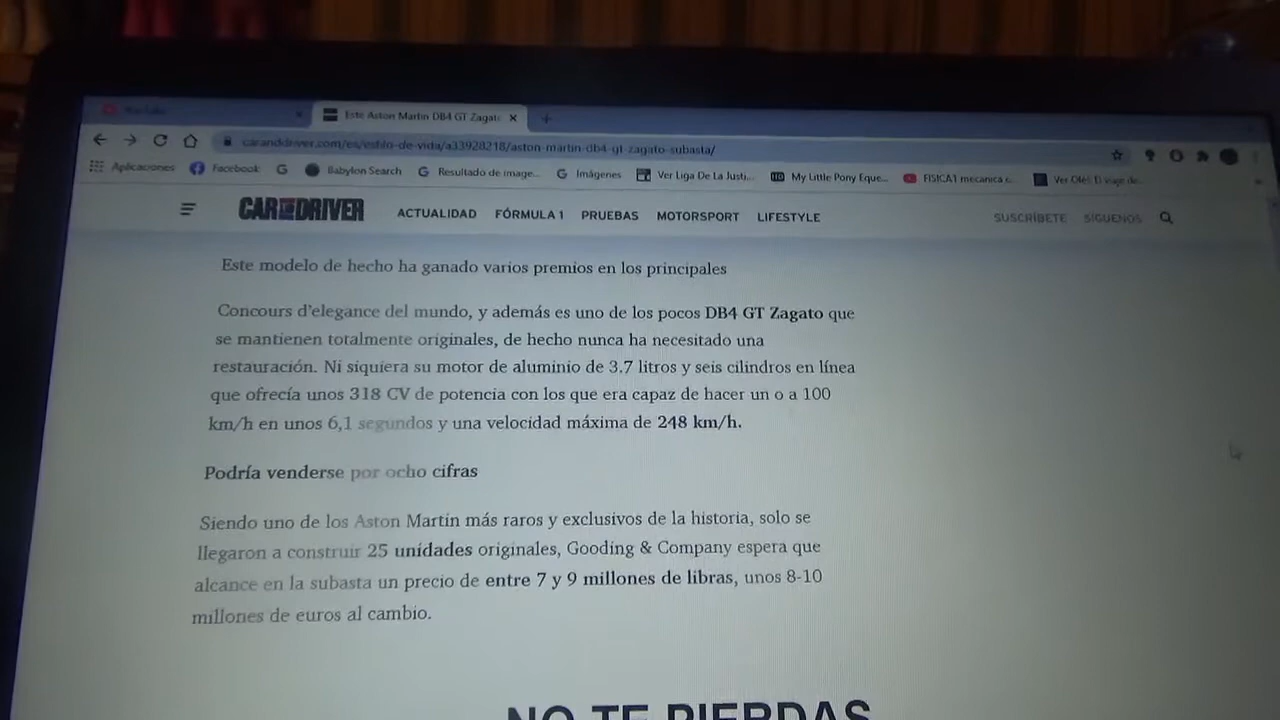 Este Aston Martin DB4 GT Zagato
caranddriver.com/es/estilo-de-vida/a33928218/aston-martin-db4-gt-zagato-subasta/
Aplicaciones Facebook Babylon Search Resultado de image... Imágenes Ver Liga De La Justi... My Little Pony Eque... FISICA1 mecanica c...
CAR AND DRIVER ACTUALIDAD FÓRMULA 1 PRUEBAS MOTORSPORT LIFESTYLE SUSCRÍBETE SÍGUENOS
Este modelo de hecho ha ganado varios premios en los principales
Concours d'elegance del mundo, y además es uno de los pocos DB4 GT Zagato que
se mantienen totalmente originales, de hecho nunca ha necesitado una
restauración. Ni siquiera su motor de aluminio de 3.7 litros y seis cilindros en línea
que ofrecía unos 318 CV de potencia con los que era capaz de hacer un o a 100
km/h en unos 6,1 segundos y una velocidad máxima de 248 km/h.
Podría venderse por ocho cifras
Siendo uno de los Aston Martin más raros y exclusivos de la historia, solo se
llegaron a construir 25 unidades originales, Gooding & Company espera que
alcance en la subasta un precio de entre 7 y 9 millones de libras, unos 8-10
millones de euros al cambio.
NO TE PIERDAS